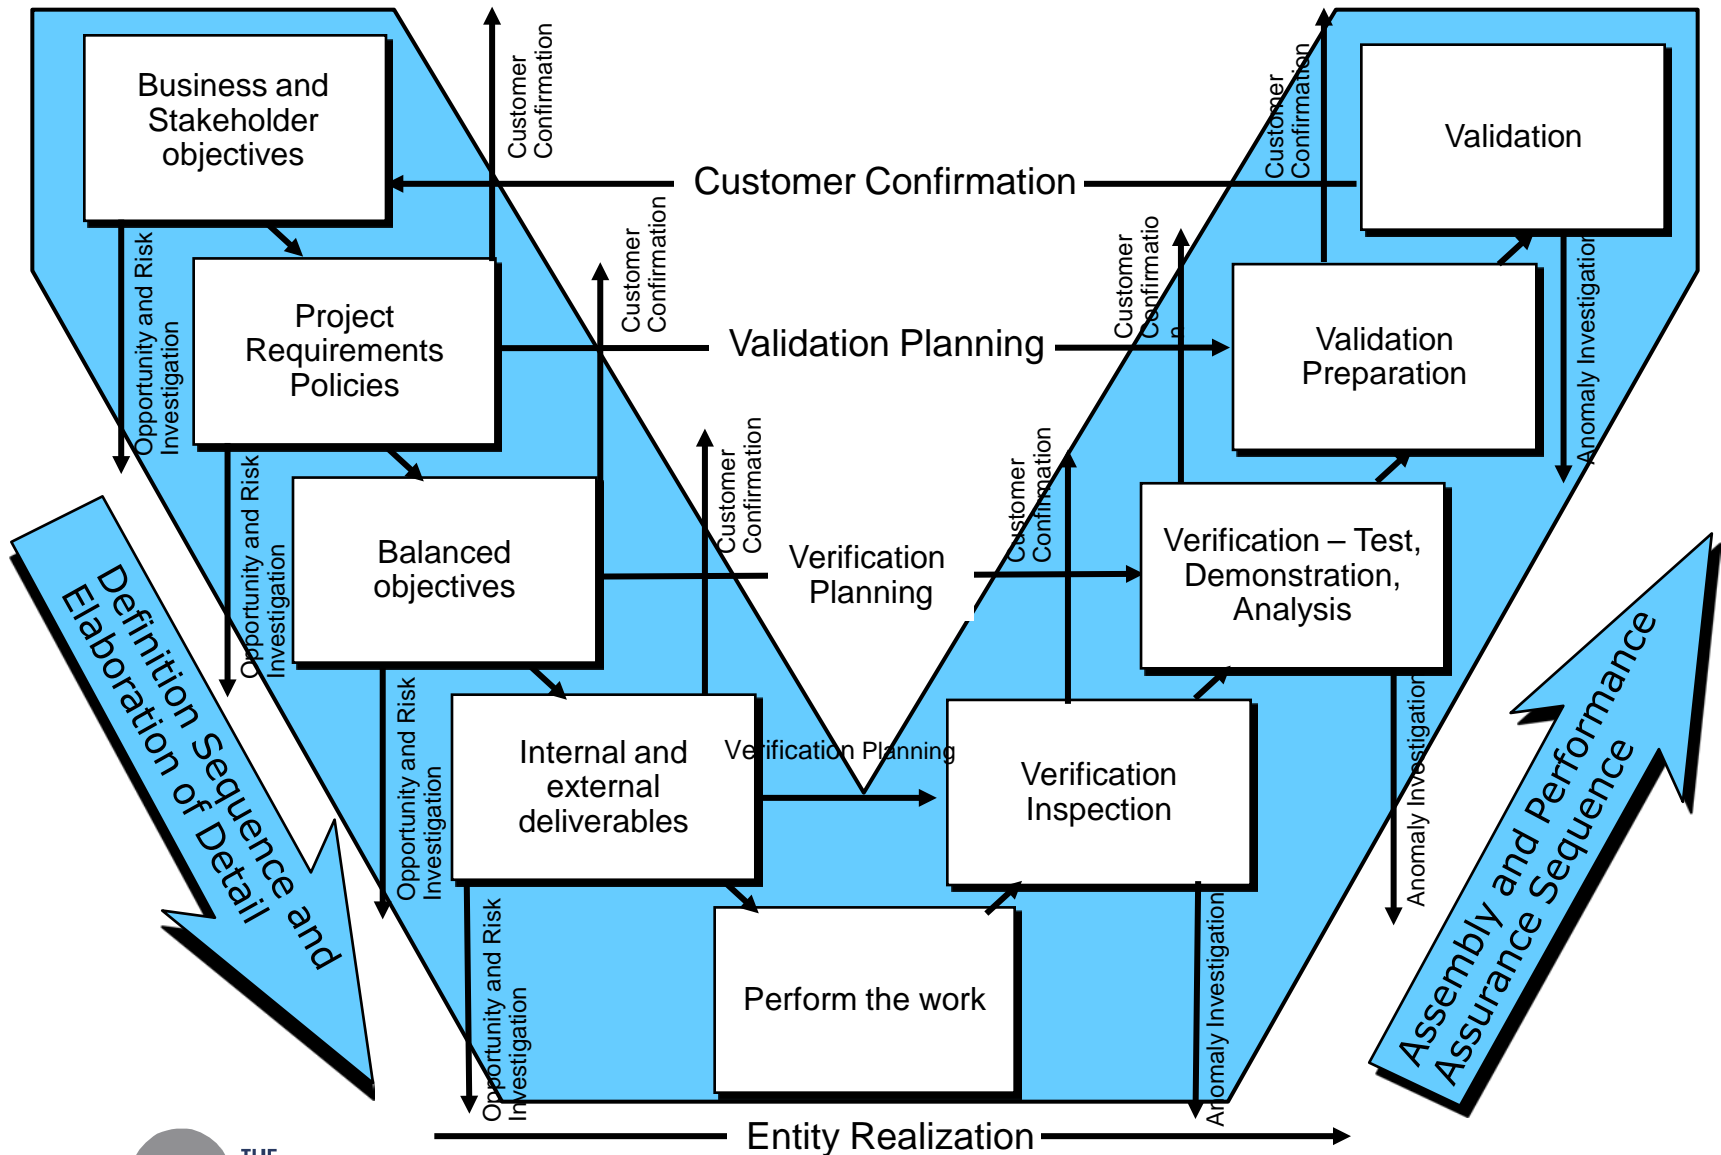 Business and
Stakeholder
objectives
Customer
Confirmation
Customer
Confirmation
Validation
Customer Confirmation
Opportunity and Risk
Investigation
Project
Requirements
Policies
Customer
Confirmation
Validation Planning
Customer
Confirmatio
n
Validation
Preparation
Anomaly Investigation
Opportunity and Risk
Investigation
Balanced
objectives
Customer
Confirmation
Verification
Planning
Customer
Confirmation
Verification – Test,
Demonstration,
Analysis
Definition Sequence and
Elaboration of Detail
Opportunity and Risk
Investigation
Internal and
external
deliverables
Verification Planning
Verification
Inspection
Anomaly Investigation
Assembly and Performance
Assurance Sequence
Opportunity and Risk
Investigation
Perform the work
Anomaly Investigation
Entity Realization
THE